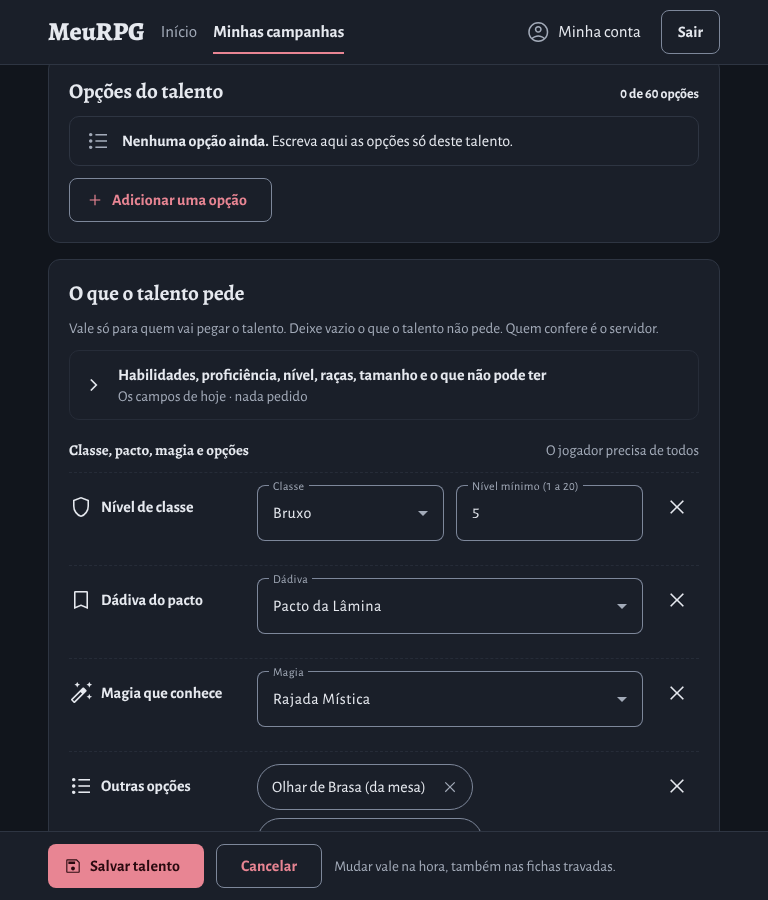 MeuRPG Início Minhas campanhas Minha conta Sair
Opções do talento 0 de 60 opções
Nenhuma opção ainda. Escreva aqui as opções só deste talento.
Adicionar uma opção
O que o talento pede
Vale só para quem vai pegar o talento. Deixe vazio o que o talento não pede. Quem confere é o servidor.
Habilidades, proficiência, nível, raças, tamanho e o que não pode ter
Os campos de hoje · nada pedido
Classe, pacto, magia e opções O jogador precisa de todos
Classe Nível mínimo (1 a 20)
Nível de classe Bruxo 5
Dádiva
Dádiva do pacto Pacto da Lâmina
Magia
Magia que conhece Rajada Mística
Outras opções Olhar de Brasa (da mesa)
Salvar talento Cancelar Mudar vale na hora, também nas fichas travadas.